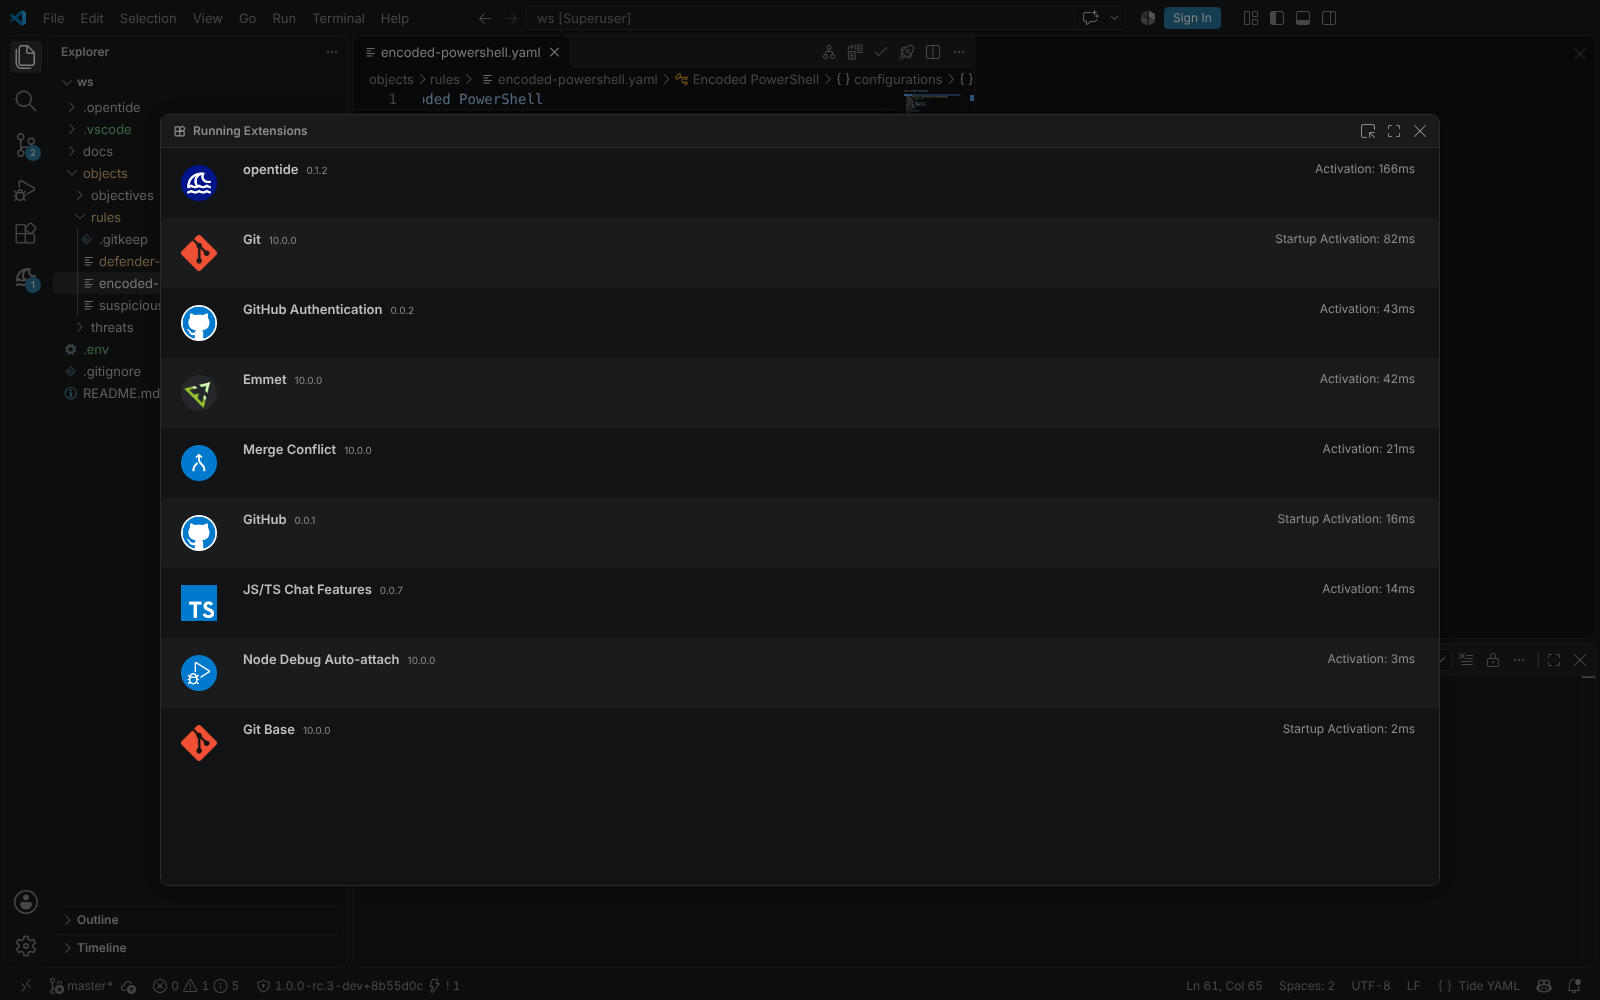 File Edit Selection View Go Run Terminal Help
ws [Superuser]
Sign In
Explorer
encoded-powershell.yaml
ws
objects > rules > encoded-powershell.yaml > Encoded PowerShell > { } configurations > { }
1 ded PowerShell
.opentide
.vscode
docs
objects
objectives
rules
.gitkeep
defender-
encoded-
suspicious
threats
.env
.gitignore
README.md
2
1
Running Extensions
opentide 0.1.2 Activation: 166ms
Git 10.0.0 Startup Activation: 82ms
GitHub Authentication 0.0.2 Activation: 43ms
Emmet 10.0.0 Activation: 42ms
Merge Conflict 10.0.0 Activation: 21ms
GitHub 0.0.1 Startup Activation: 16ms
TS JS/TS Chat Features 0.0.7 Activation: 14ms
Node Debug Auto-attach 10.0.0 Activation: 3ms
Git Base 10.0.0 Startup Activation: 2ms
Outline
Timeline
master* 0 1 5 1.0.0-rc.3-dev+8b55d0c ! 1 Ln 61, Col 65 Spaces: 2 UTF-8 LF { } Tide YAML